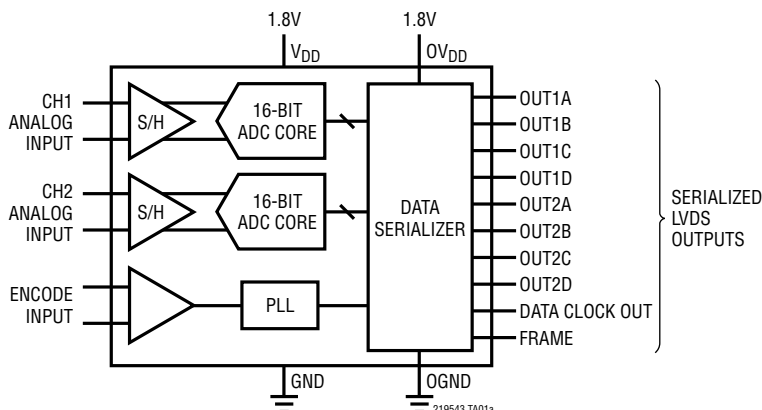 1.8V
1.8V
VDD
OVDD
CH1
ANALOG
INPUT
S/H
16-BIT
ADC CORE
CH2
ANALOG
INPUT
S/H
16-BIT
ADC CORE
ENCODE
INPUT
PLL
DATA
SERIALIZER
OUT1A
OUT1B
OUT1C
OUT1D
OUT2A
OUT2B
OUT2C
OUT2D
DATA CLOCK OUT
FRAME
SERIALIZED
LVDS
OUTPUTS
GND
OGND
219543 TA01a